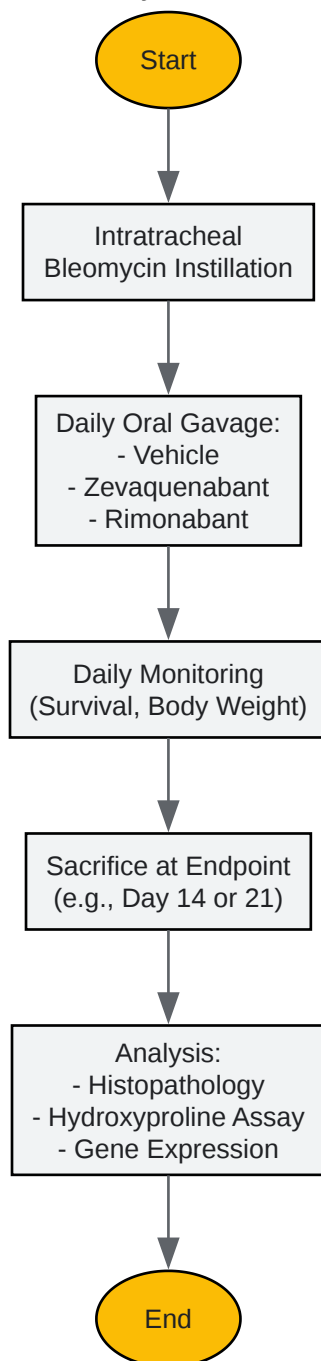 Start
Intratracheal
Bleomycin Instillation
Daily Oral Gavage:
- Vehicle
- Zevaquenabant
- Rimonabant
Daily Monitoring
(Survival, Body Weight)
Sacrifice at Endpoint
(e.g., Day 14 or 21)
Analysis:
- Histopathology
- Hydroxyproline Assay
- Gene Expression
End